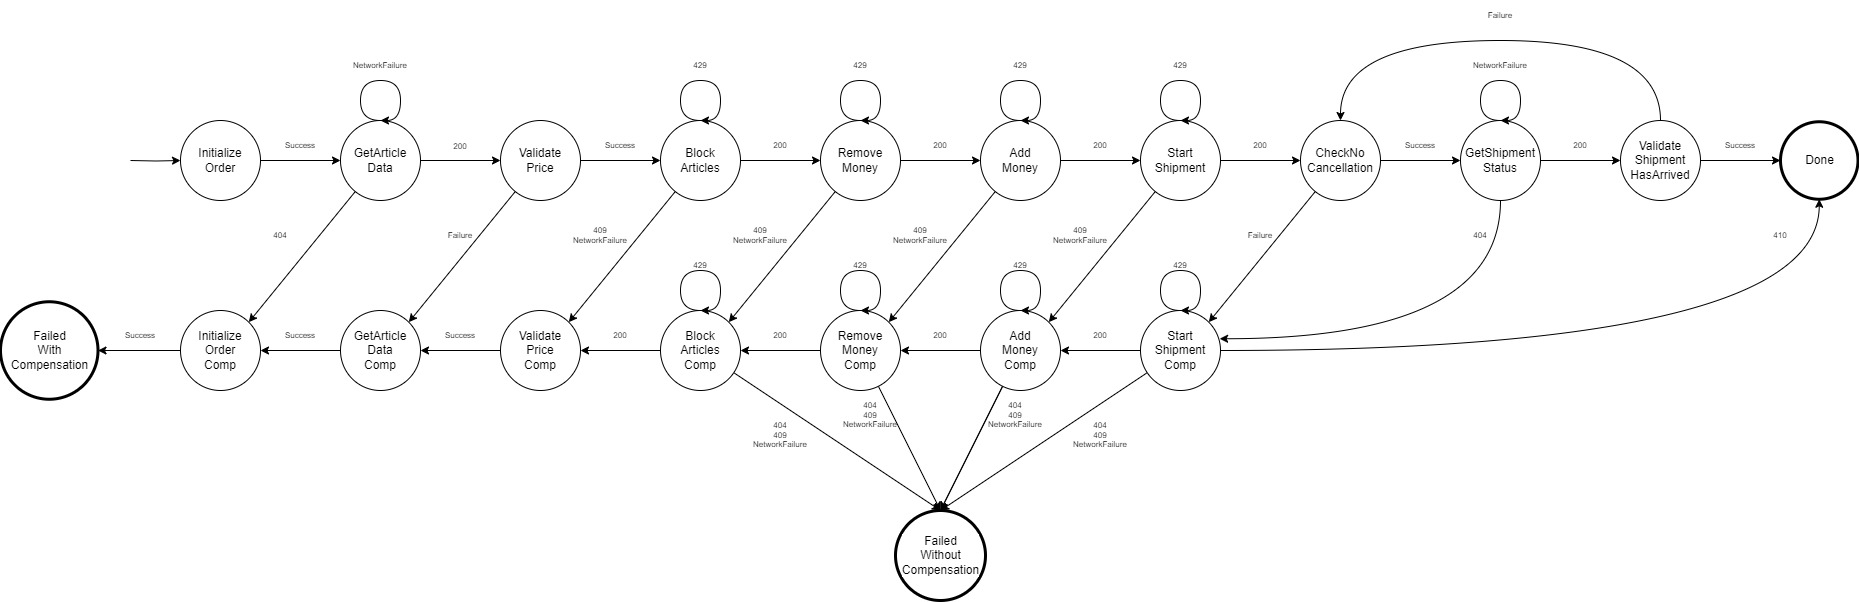 Failure
NetworkFailure
429
429
429
429
NetworkFailure
Initialize
Order
Success
GetArticle
Data
200
Validate
Price
Success
Block
Articles
200
Remove
Money
200
Add
Money
200
Start
Shipment
200
CheckNo
Cancellation
Success
GetShipment
Status
200
Validate
Shipment
HasArrived
Success
Done
404
Failure
409
NetworkFailure
409
NetworkFailure
409
NetworkFailure
409
NetworkFailure
Failure
404
410
429
429
429
429
Failed
With
Compensation
Success
Initialize
Order
Comp
Success
GetArticle
Data
Comp
Success
Validate
Price
Comp
200
Block
Articles
Comp
200
Remove
Money
Comp
200
Add
Money
Comp
200
Start
Shipment
Comp
404
409
NetworkFailure
404
409
NetworkFailure
404
409
NetworkFailure
404
409
NetworkFailure
Failed
Without
Compensation